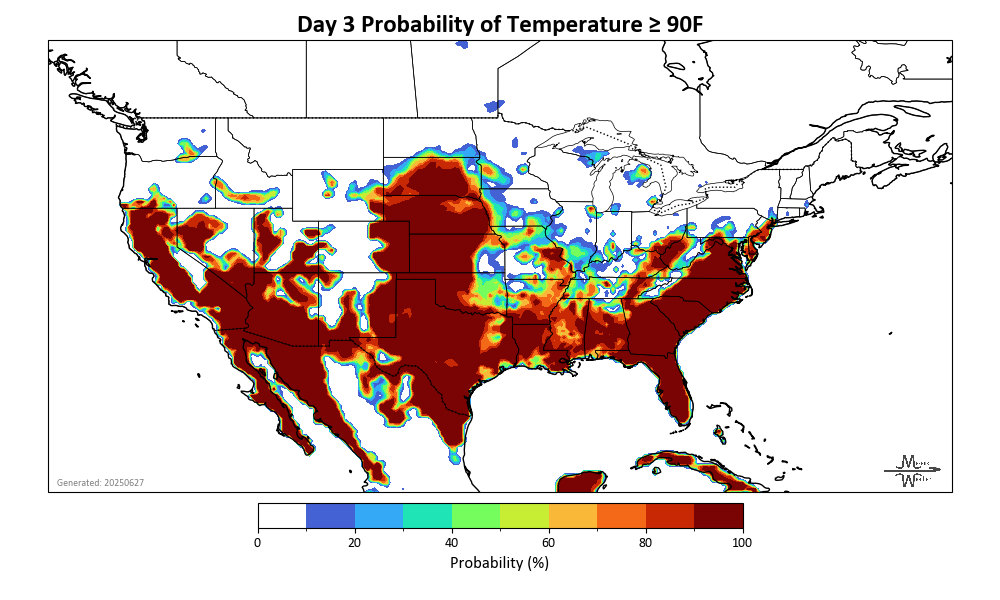 Day 3 Probability of Temperature ≥ 90F
Generated: 20250627
0 20 40 60 80 100
Probability (%)